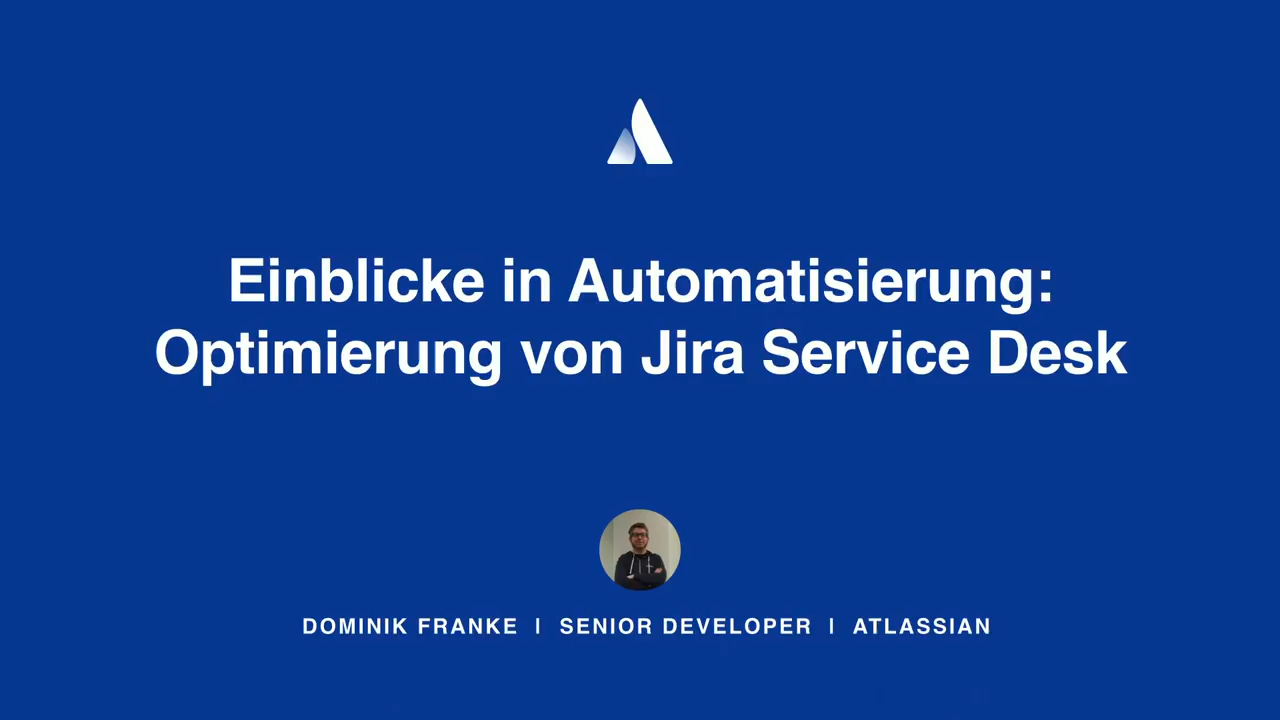 Einblicke in Automatisierung:
Optimierung von Jira Service Desk
DOMINIK FRANKE | SENIOR DEVELOPER | ATLASSIAN